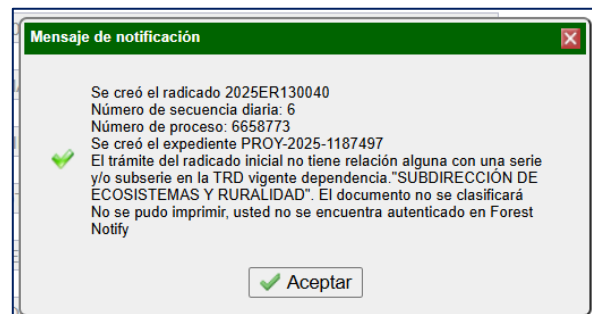 Mensaje de notificación
Se creó el radicado 2025ER130040
Número de secuencia diaria: 6
Número de proceso: 6658773
Se creó el expediente PROY-2025-1187497
El trámite del radicado inicial no tiene relación alguna con una serie
y/o subserie en la TRD vigente dependencia."SUBDIRECCIÓN DE
ECOSISTEMAS Y RURALIDAD". El documento no se clasificará
No se pudo imprimir, usted no se encuentra autenticado en Forest
Notify
Aceptar